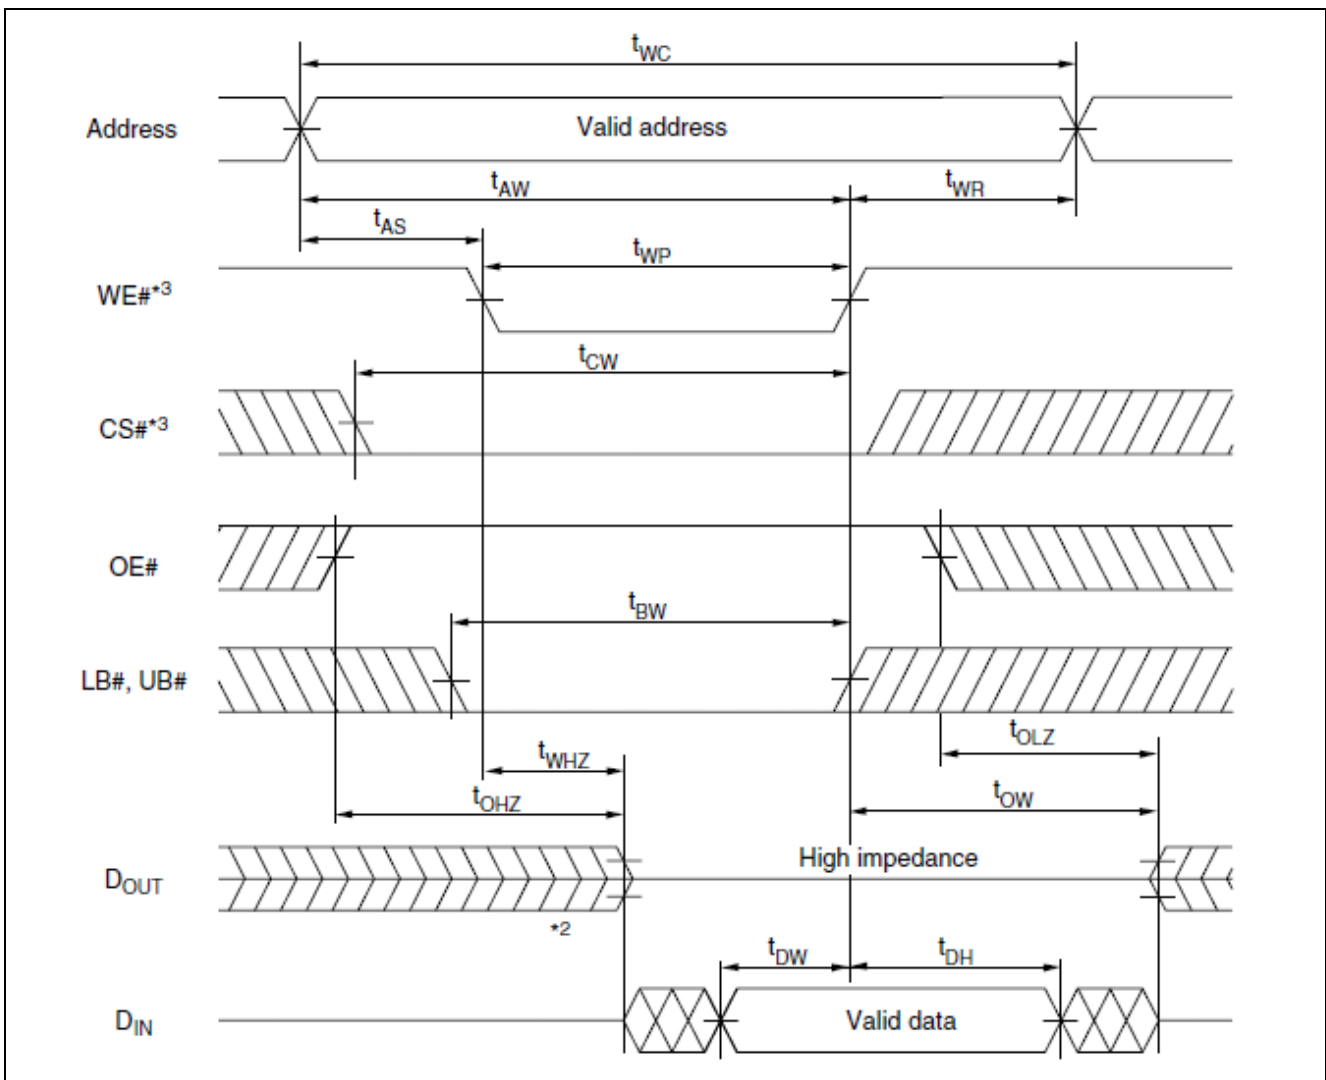 tWC
Address
Valid address
tAW
tWR
tAS
tWP
WE#*3
tCW
CS#*3
OE#
tBW
LB#, UB#
tOLZ
tWHZ
tOHZ
tOW
High impedance
DOUT
*2
tDW
tDH
DIN
Valid data